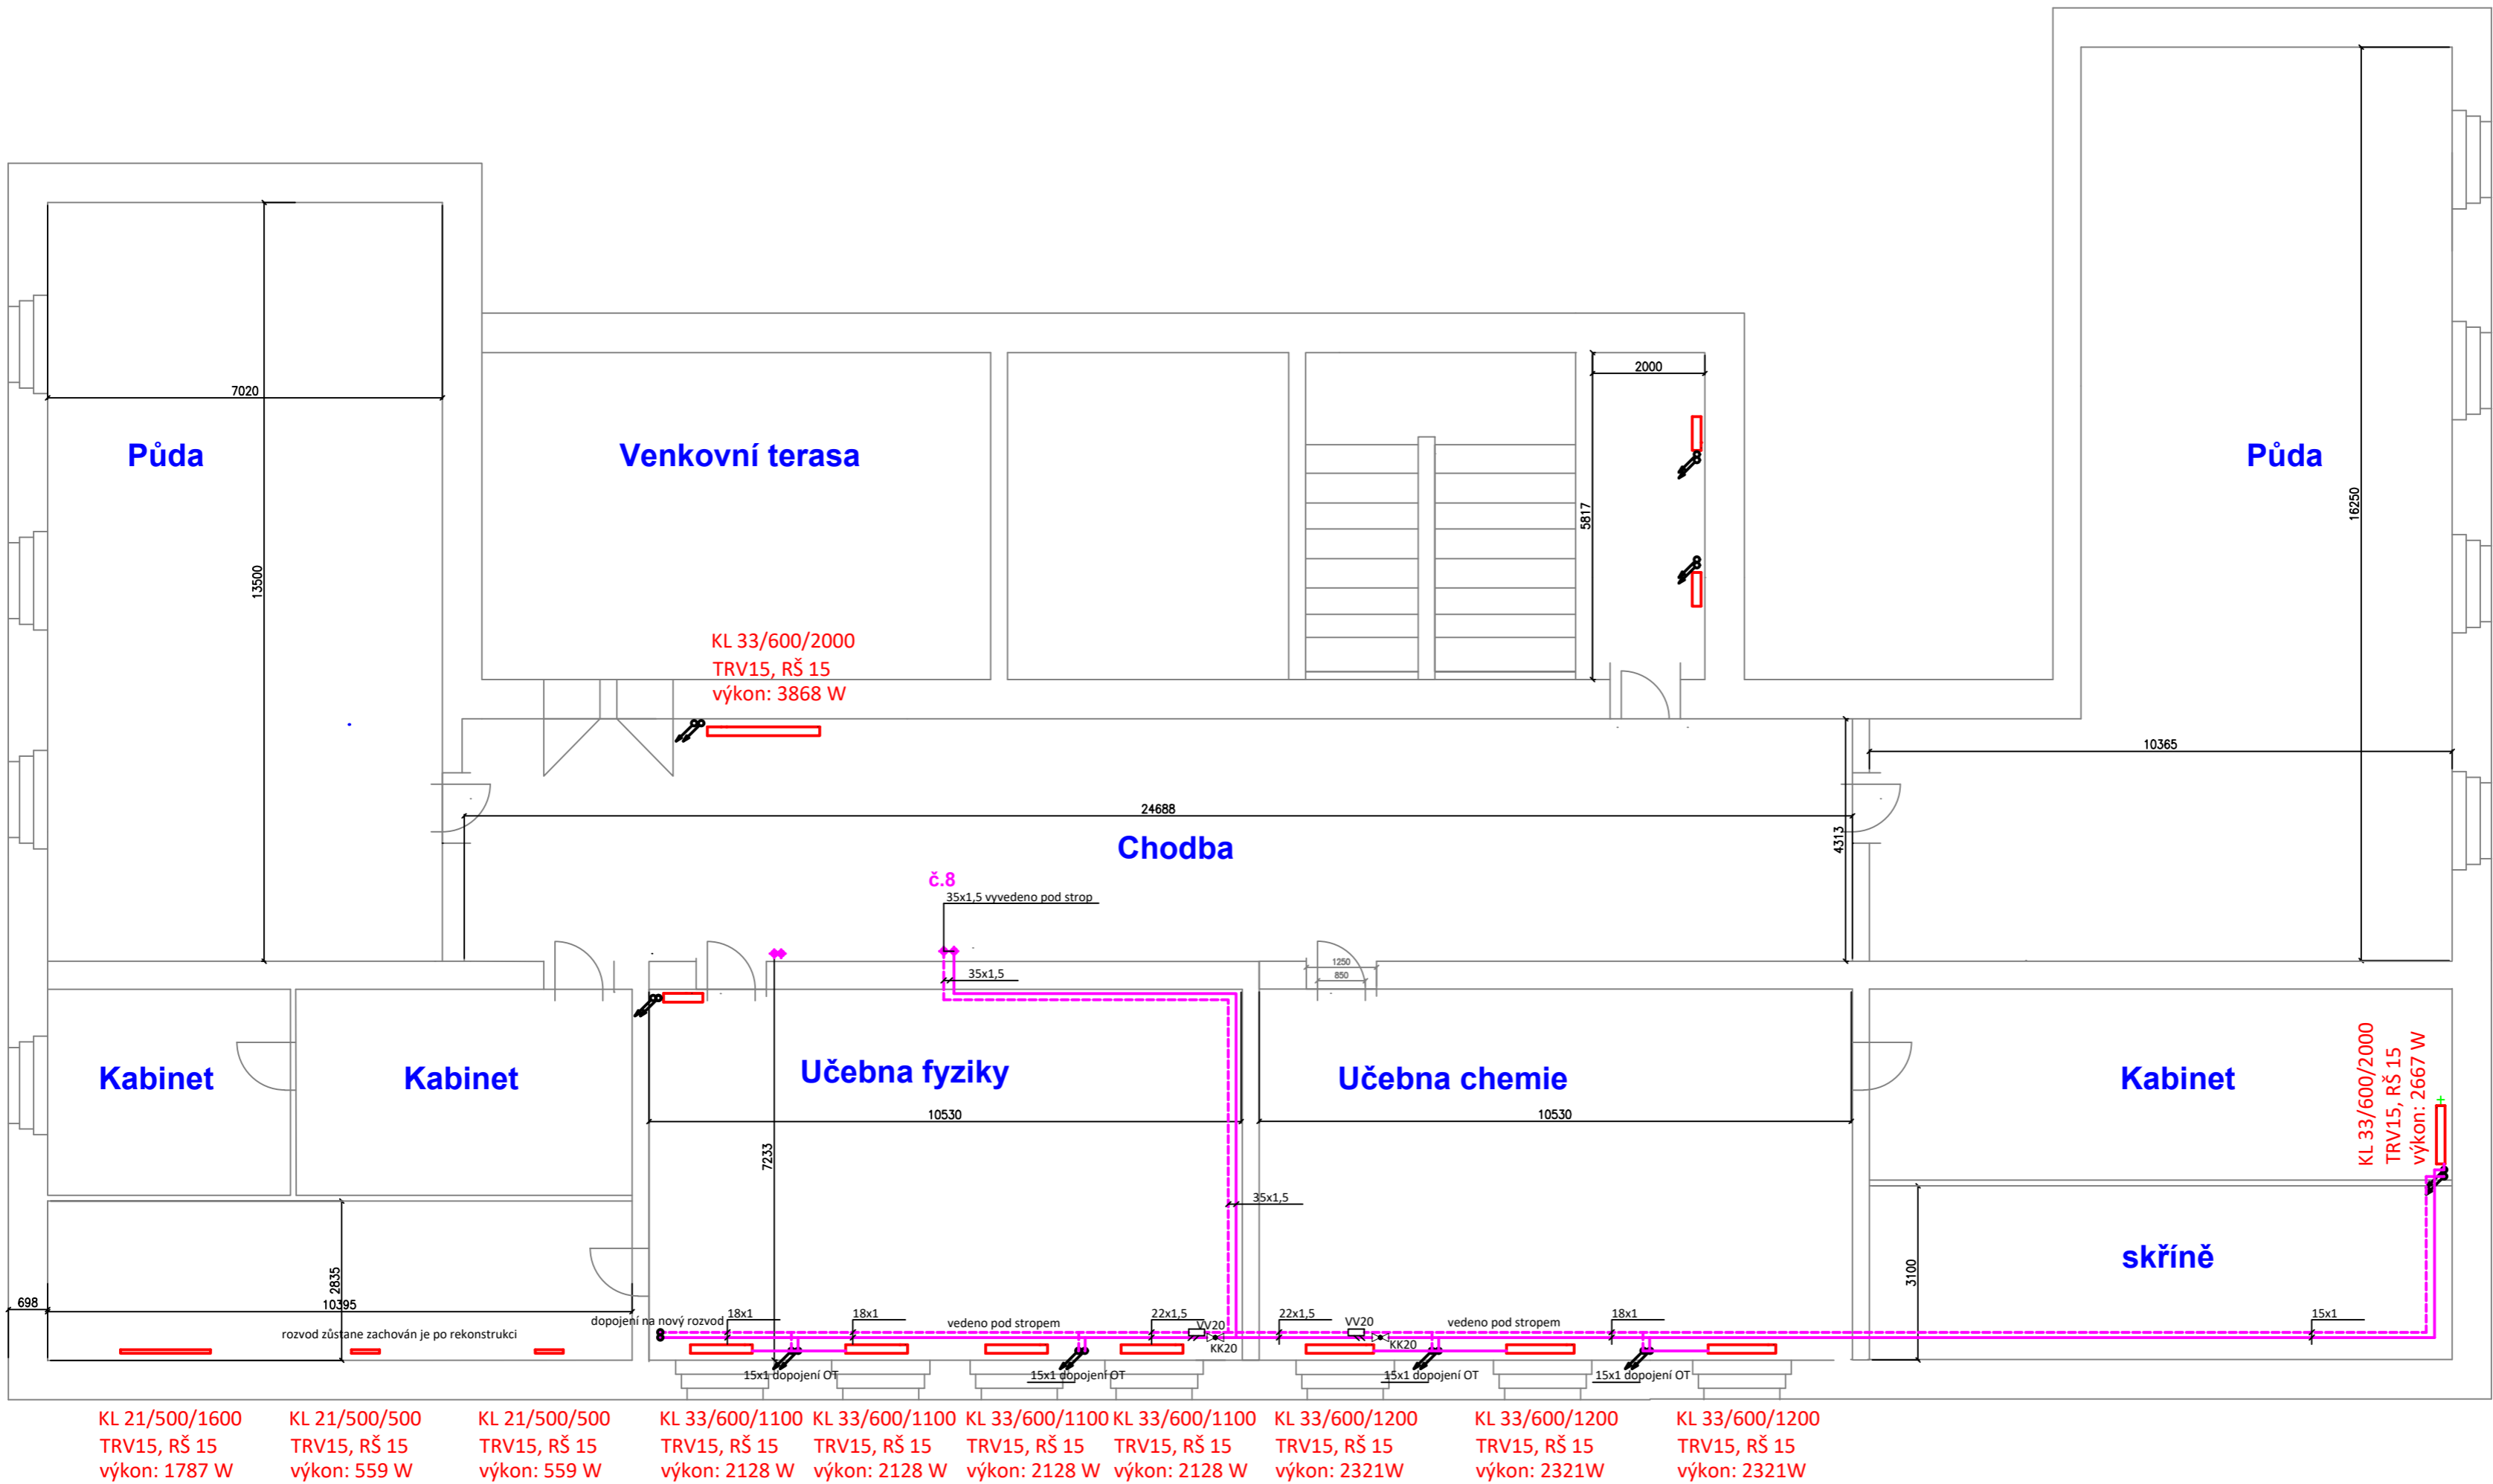 2000
7020
Půda
Venkovní terasa
Půda
5817
16250
13500
KL 33/600/2000
TRV15, RŠ 15
výkon: 3868 W
10365
24688
4313
Chodba
č.8
35x1,5 vyvedeno pod strop
35x1,5
1250
850
Kabinet
Kabinet
Učebna fyziky
Učebna chemie
Kabinet
KL 33/600/2000
TRV15, RŠ 15
výkon: 2667 W
10530
10530
7233
35x1,5
skříně
3100
2835
698
10395
rozvod zůstane zachován je po rekonstrukci
dopojení na nový rozvod
18x1
18x1
vedeno pod stropem
22x1,5
VV20
KK20
22x1,5
VV20
KK20
vedeno pod stropem
18x1
15x1
15x1 dopojení OT
15x1 dopojení OT
15x1 dopojení OT
15x1 dopojení OT
KL 21/500/1600
TRV15, RŠ 15
výkon: 1787 W
KL 21/500/500
TRV15, RŠ 15
výkon: 559 W
KL 21/500/500
TRV15, RŠ 15
výkon: 559 W
KL 33/600/1100
TRV15, RŠ 15
výkon: 2128 W
KL 33/600/1100
TRV15, RŠ 15
výkon: 2128 W
KL 33/600/1100
TRV15, RŠ 15
výkon: 2128 W
KL 33/600/1100
TRV15, RŠ 15
výkon: 2128 W
KL 33/600/1200
TRV15, RŠ 15
výkon: 2321W
KL 33/600/1200
TRV15, RŠ 15
výkon: 2321W
KL 33/600/1200
TRV15, RŠ 15
výkon: 2321W